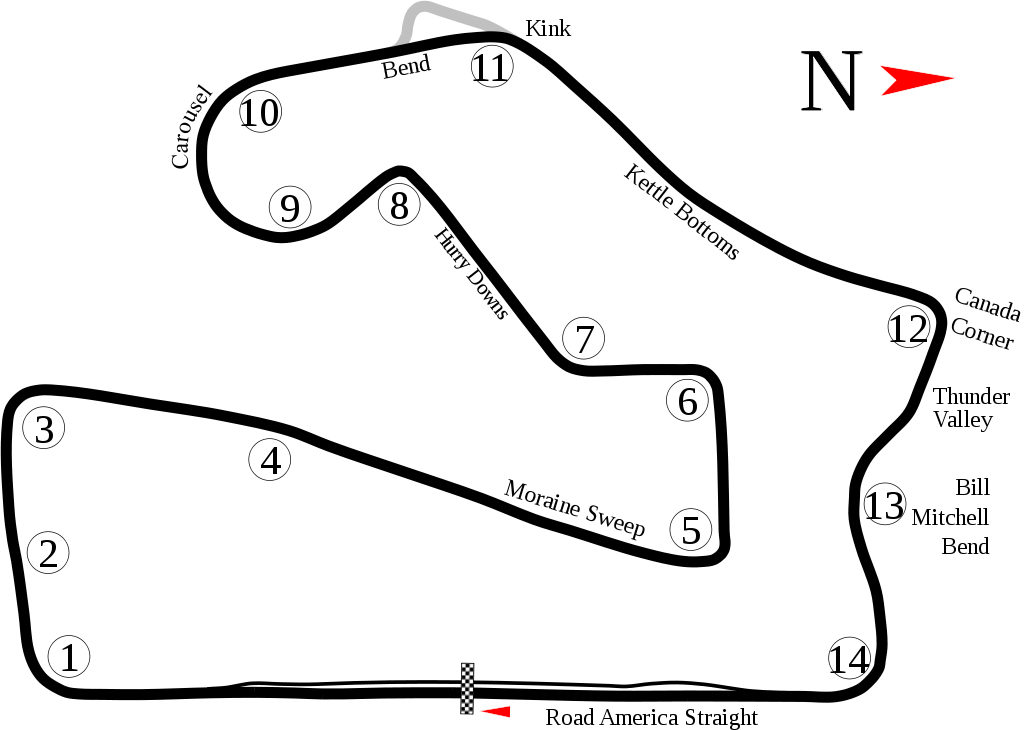 Kink
N
Bend
11
Carousel
10
Kettle Bottoms
9
8
Hurry Downs
Canada
Corner
12
7
6
Thunder
Valley
3
4
Moraine Sweep
5
13
Bill
Mitchell
Bend
2
1
14
Road America Straight